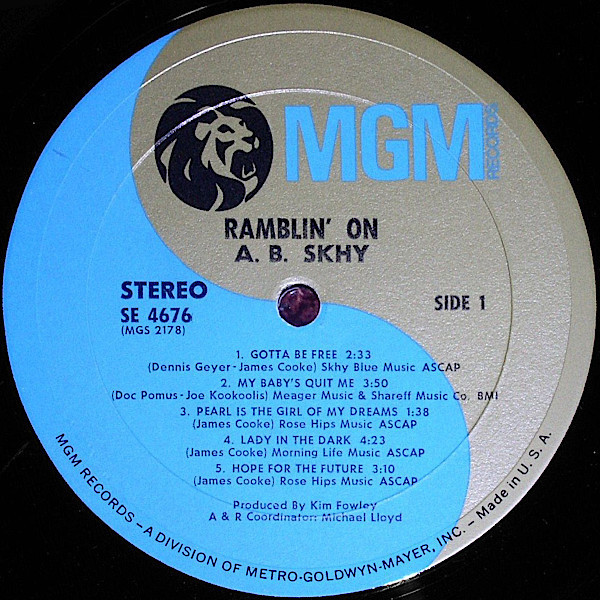 MGM
RECORDS
RAMBLIN' ON
A. B. SKHY
STEREO
SE 4676
(MGS 2178)
SIDE 1
1. GOTTA BE FREE 2:33
(Dennis Geyer-James Cooke) Skhy Blue Music ASCAP
2. MY BABY'S QUIT ME 3:50
(Doc Pomus-Joe Kookoolis) Meager Music & Shareff Music Co. BMI
3. PEARL IS THE GIRL OF MY DREAMS 1:38
(James Cooke) Rose Hips Music ASCAP
4. LADY IN THE DARK 4:23
(James Cooke) Morning Life Music ASCAP
5. HOPE FOR THE FUTURE 3:10
(James Cooke) Rose Hips Music ASCAP
Produced By Kim Fowley
A & R Coordinator: Michael Lloyd
MGM RECORDS – A DIVISION OF METRO-GOLDWYN-MAYER, INC. – Made in U. S. A.